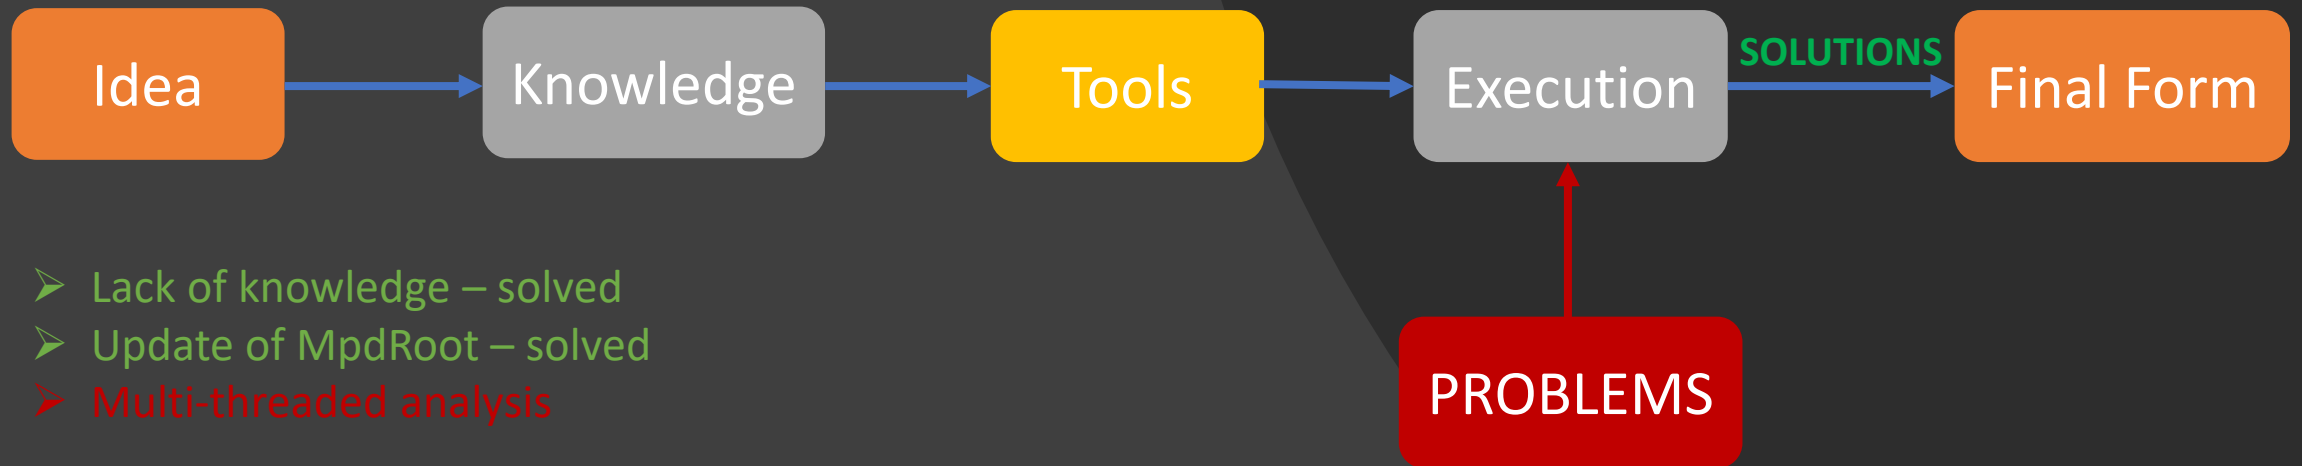 Idea
Knowledge
Tools
Execution
SOLUTIONS
Final Form
Lack of knowledge – solved
Update of MpdRoot – solved
Multi-threaded analysis
PROBLEMS